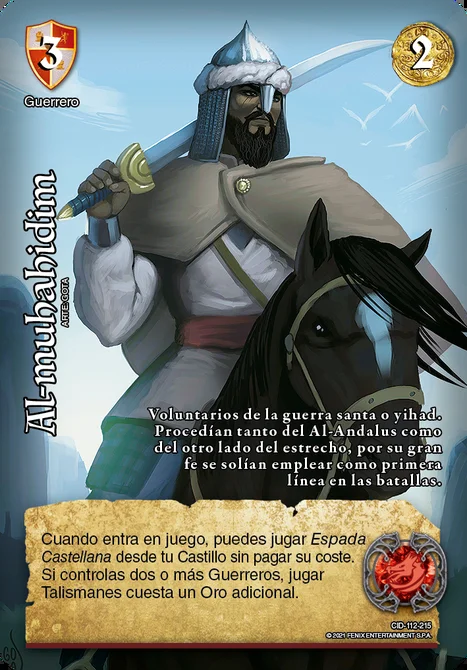 3
2
Guerrero
Al-muhahidim
ARTE: GOTA
Voluntarios de la guerra santa o yihad.
Procedían tanto del Al-Andalus como
del otro lado del estrecho, por su gran
fe se solían emplear como primera
línea en las batallas.
Cuando entra en juego, puedes jugar Espada
Castellana desde tu Castillo sin pagar su coste.
Si controlas dos o más Guerreros, jugar
Talismanes cuesta un Oro adicional.
CID-112-215
© 2021 FENIX ENTERTAINMENT S.P.A.